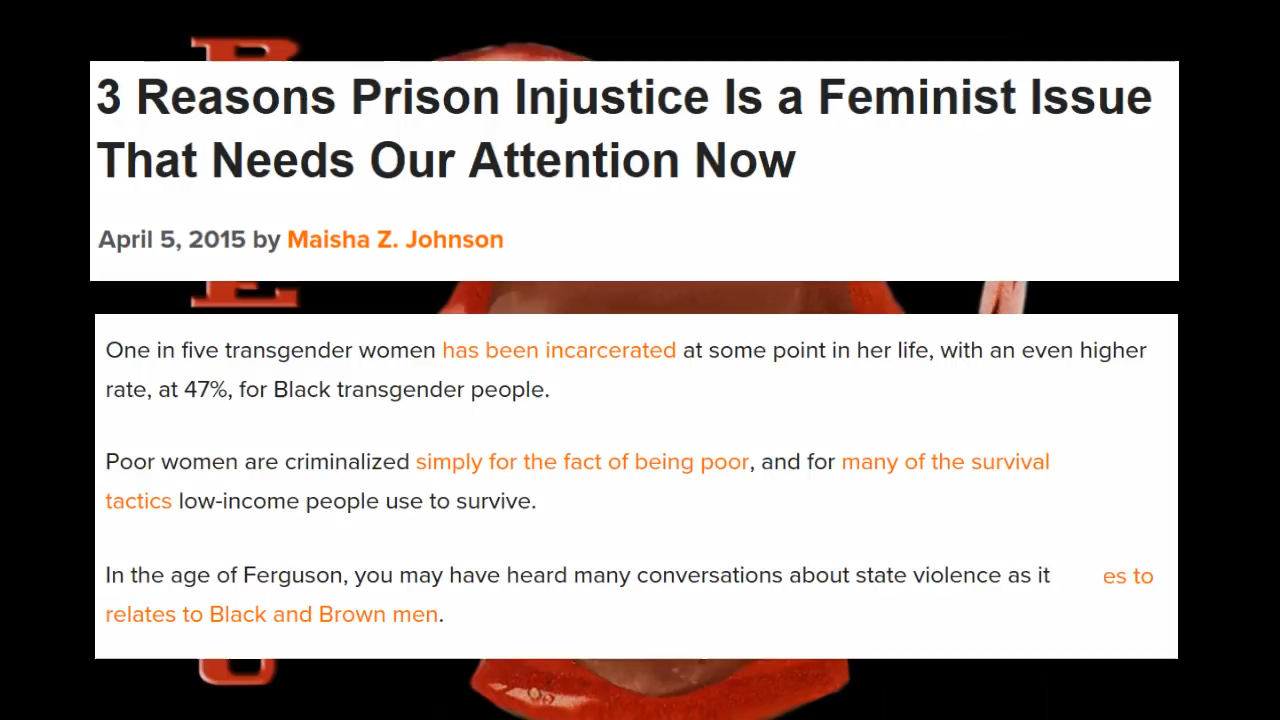 3 Reasons Prison Injustice Is a Feminist Issue
That Needs Our Attention Now
April 5, 2015 by Maisha Z. Johnson
One in five transgender women has been incarcerated at some point in her life, with an even higher
rate, at 47%, for Black transgender people.
Poor women are criminalized simply for the fact of being poor, and for many of the survival
tactics low-income people use to survive.
In the age of Ferguson, you may have heard many conversations about state violence as it es to
relates to Black and Brown men.